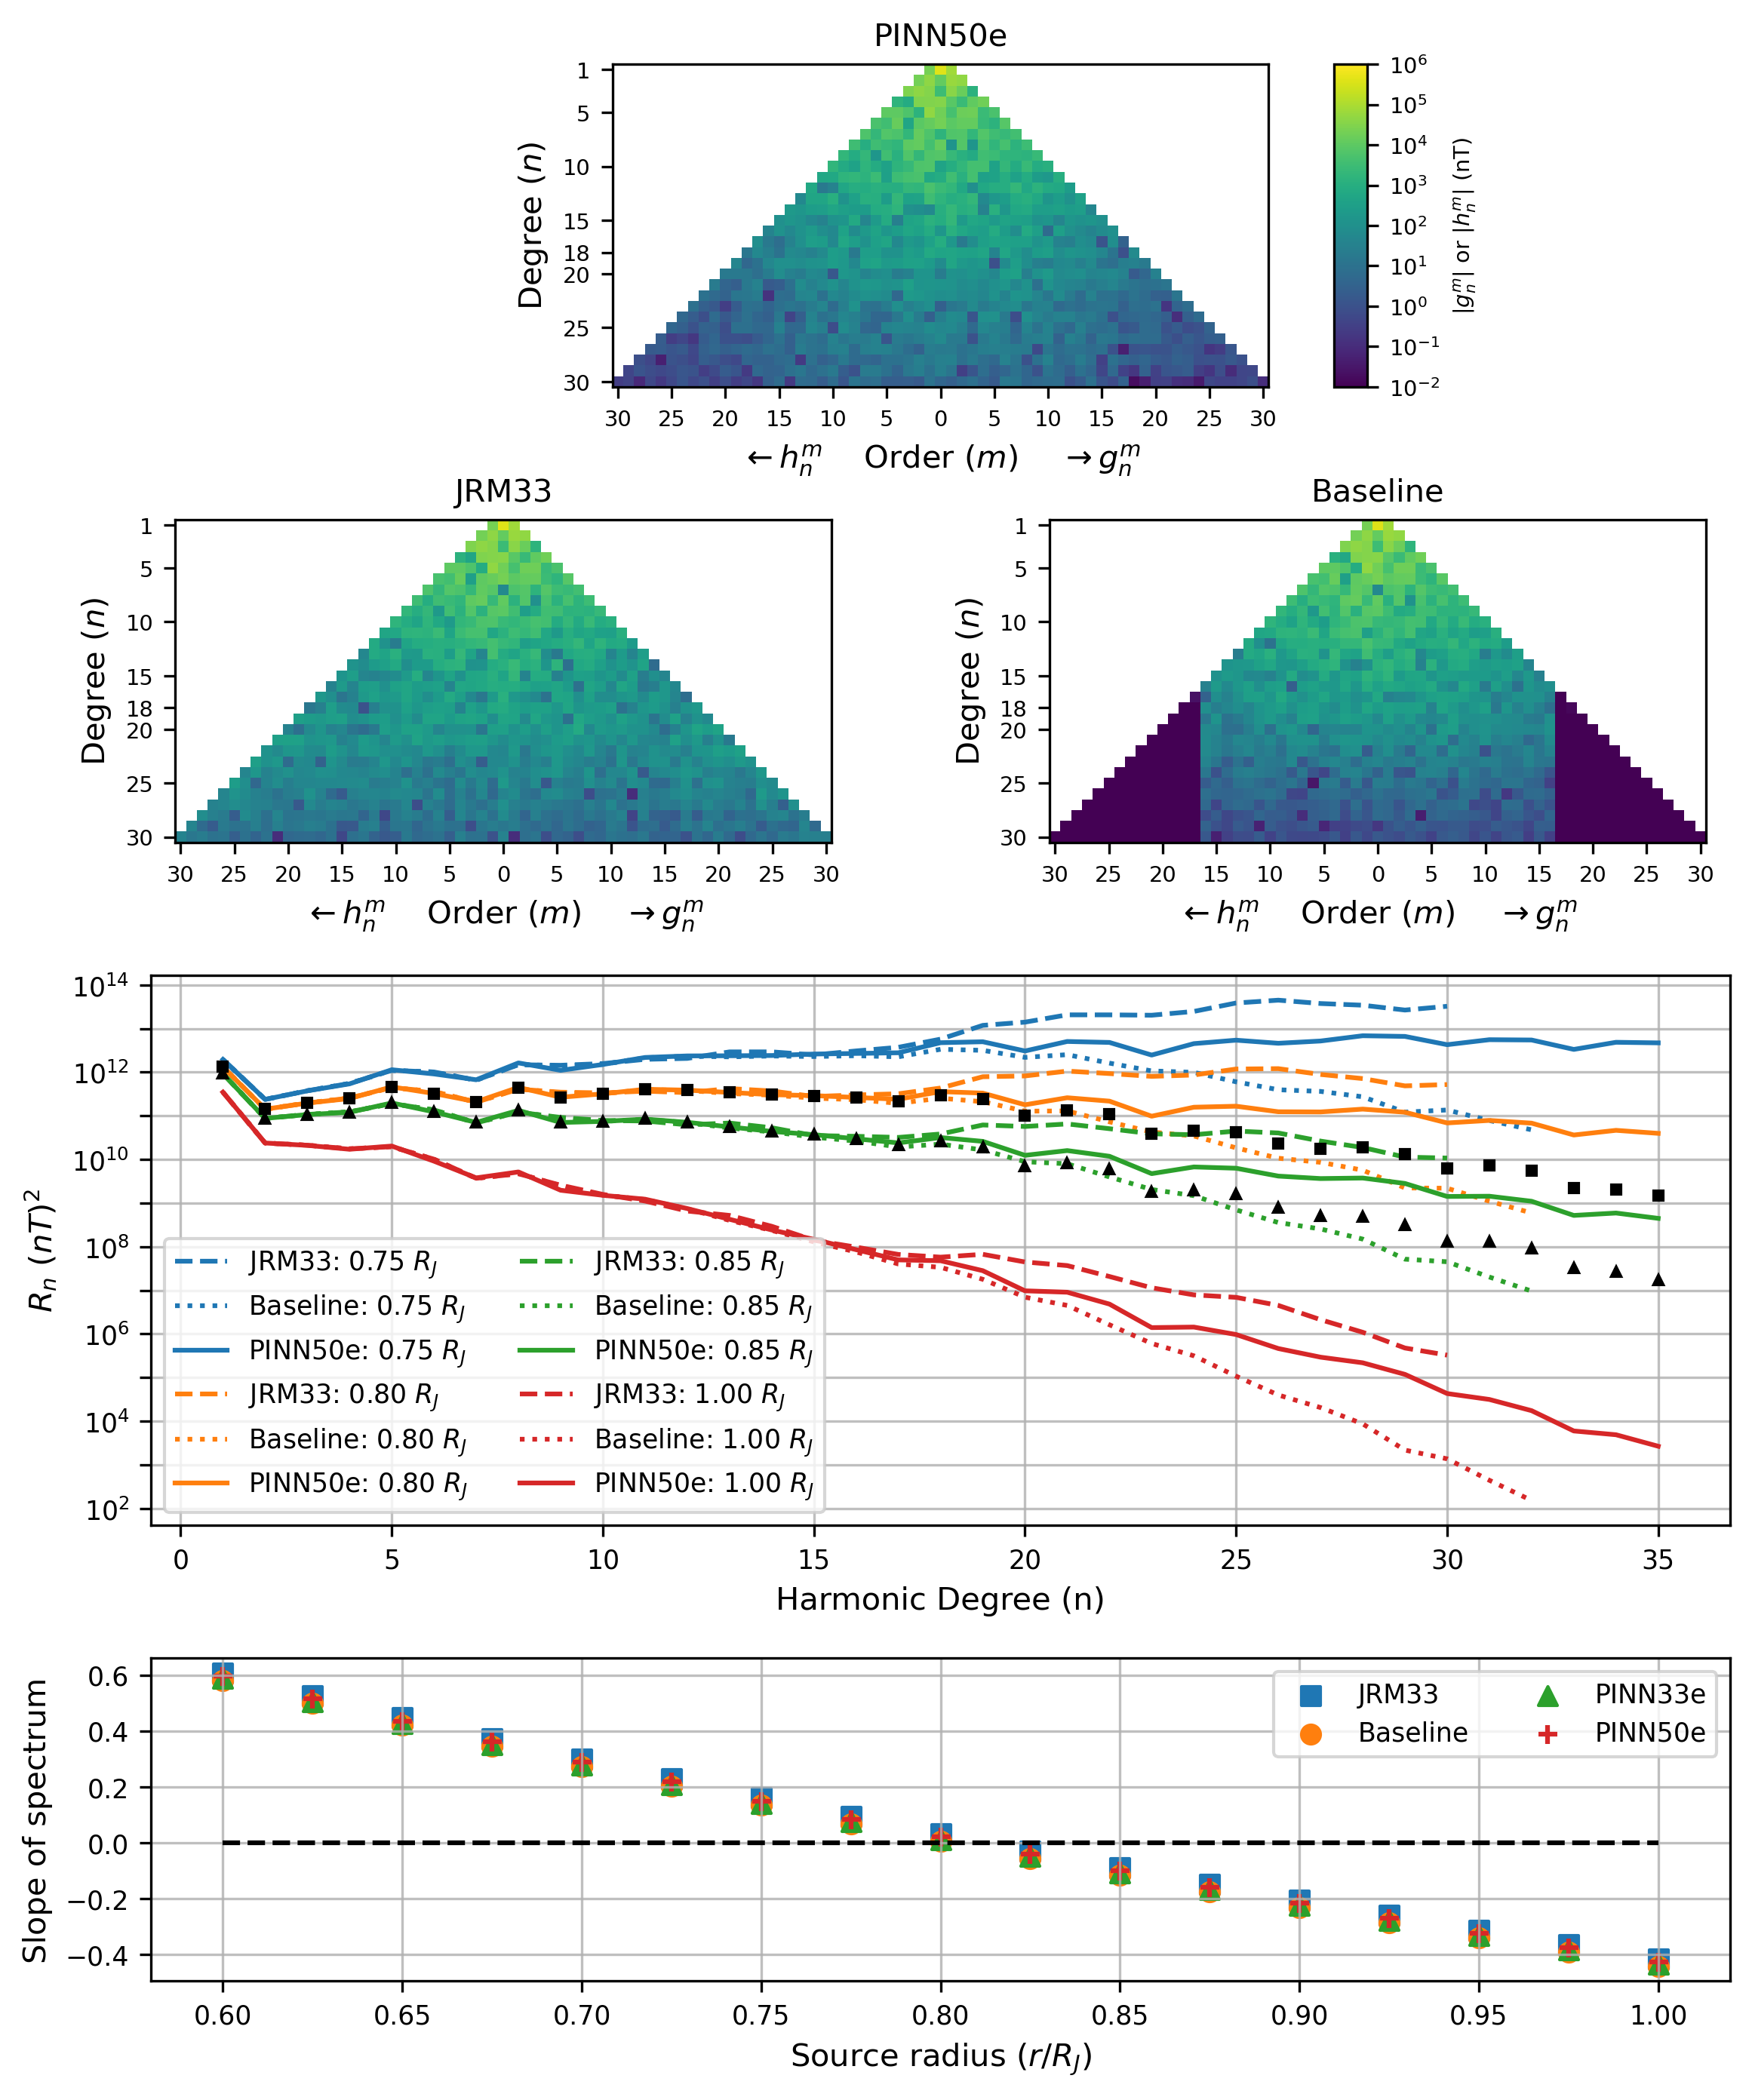 PINN50e
1
5
10
15
18
20
25
30
Degree (n)
30 25 20 15 10 5 0 5 10 15 20 25 30
←h_n^m Order (m) →g_n^m
10^6
10^5
10^4
10^3
10^2
10^1
10^0
10^−1
10^−2
|g_n^m| or |h_n^m| (nT)
JRM33
1
5
10
15
18
20
25
30
Degree (n)
30 25 20 15 10 5 0 5 10 15 20 25 30
←h_n^m Order (m) →g_n^m
Baseline
1
5
10
15
18
20
25
30
Degree (n)
30 25 20 15 10 5 0 5 10 15 20 25 30
←h_n^m Order (m) →g_n^m
10^14
10^12
10^10
10^8
10^6
10^4
10^2
R_n (nT)^2
JRM33: 0.75 R_J
Baseline: 0.75 R_J
PINN50e: 0.75 R_J
JRM33: 0.80 R_J
Baseline: 0.80 R_J
PINN50e: 0.80 R_J
JRM33: 0.85 R_J
Baseline: 0.85 R_J
PINN50e: 0.85 R_J
JRM33: 1.00 R_J
Baseline: 1.00 R_J
PINN50e: 1.00 R_J
0 5 10 15 20 25 30 35
Harmonic Degree (n)
0.6
0.4
0.2
0.0
−0.2
−0.4
Slope of spectrum
JRM33
Baseline
PINN33e
PINN50e
0.60 0.65 0.70 0.75 0.80 0.85 0.90 0.95 1.00
Source radius (r/R_J)